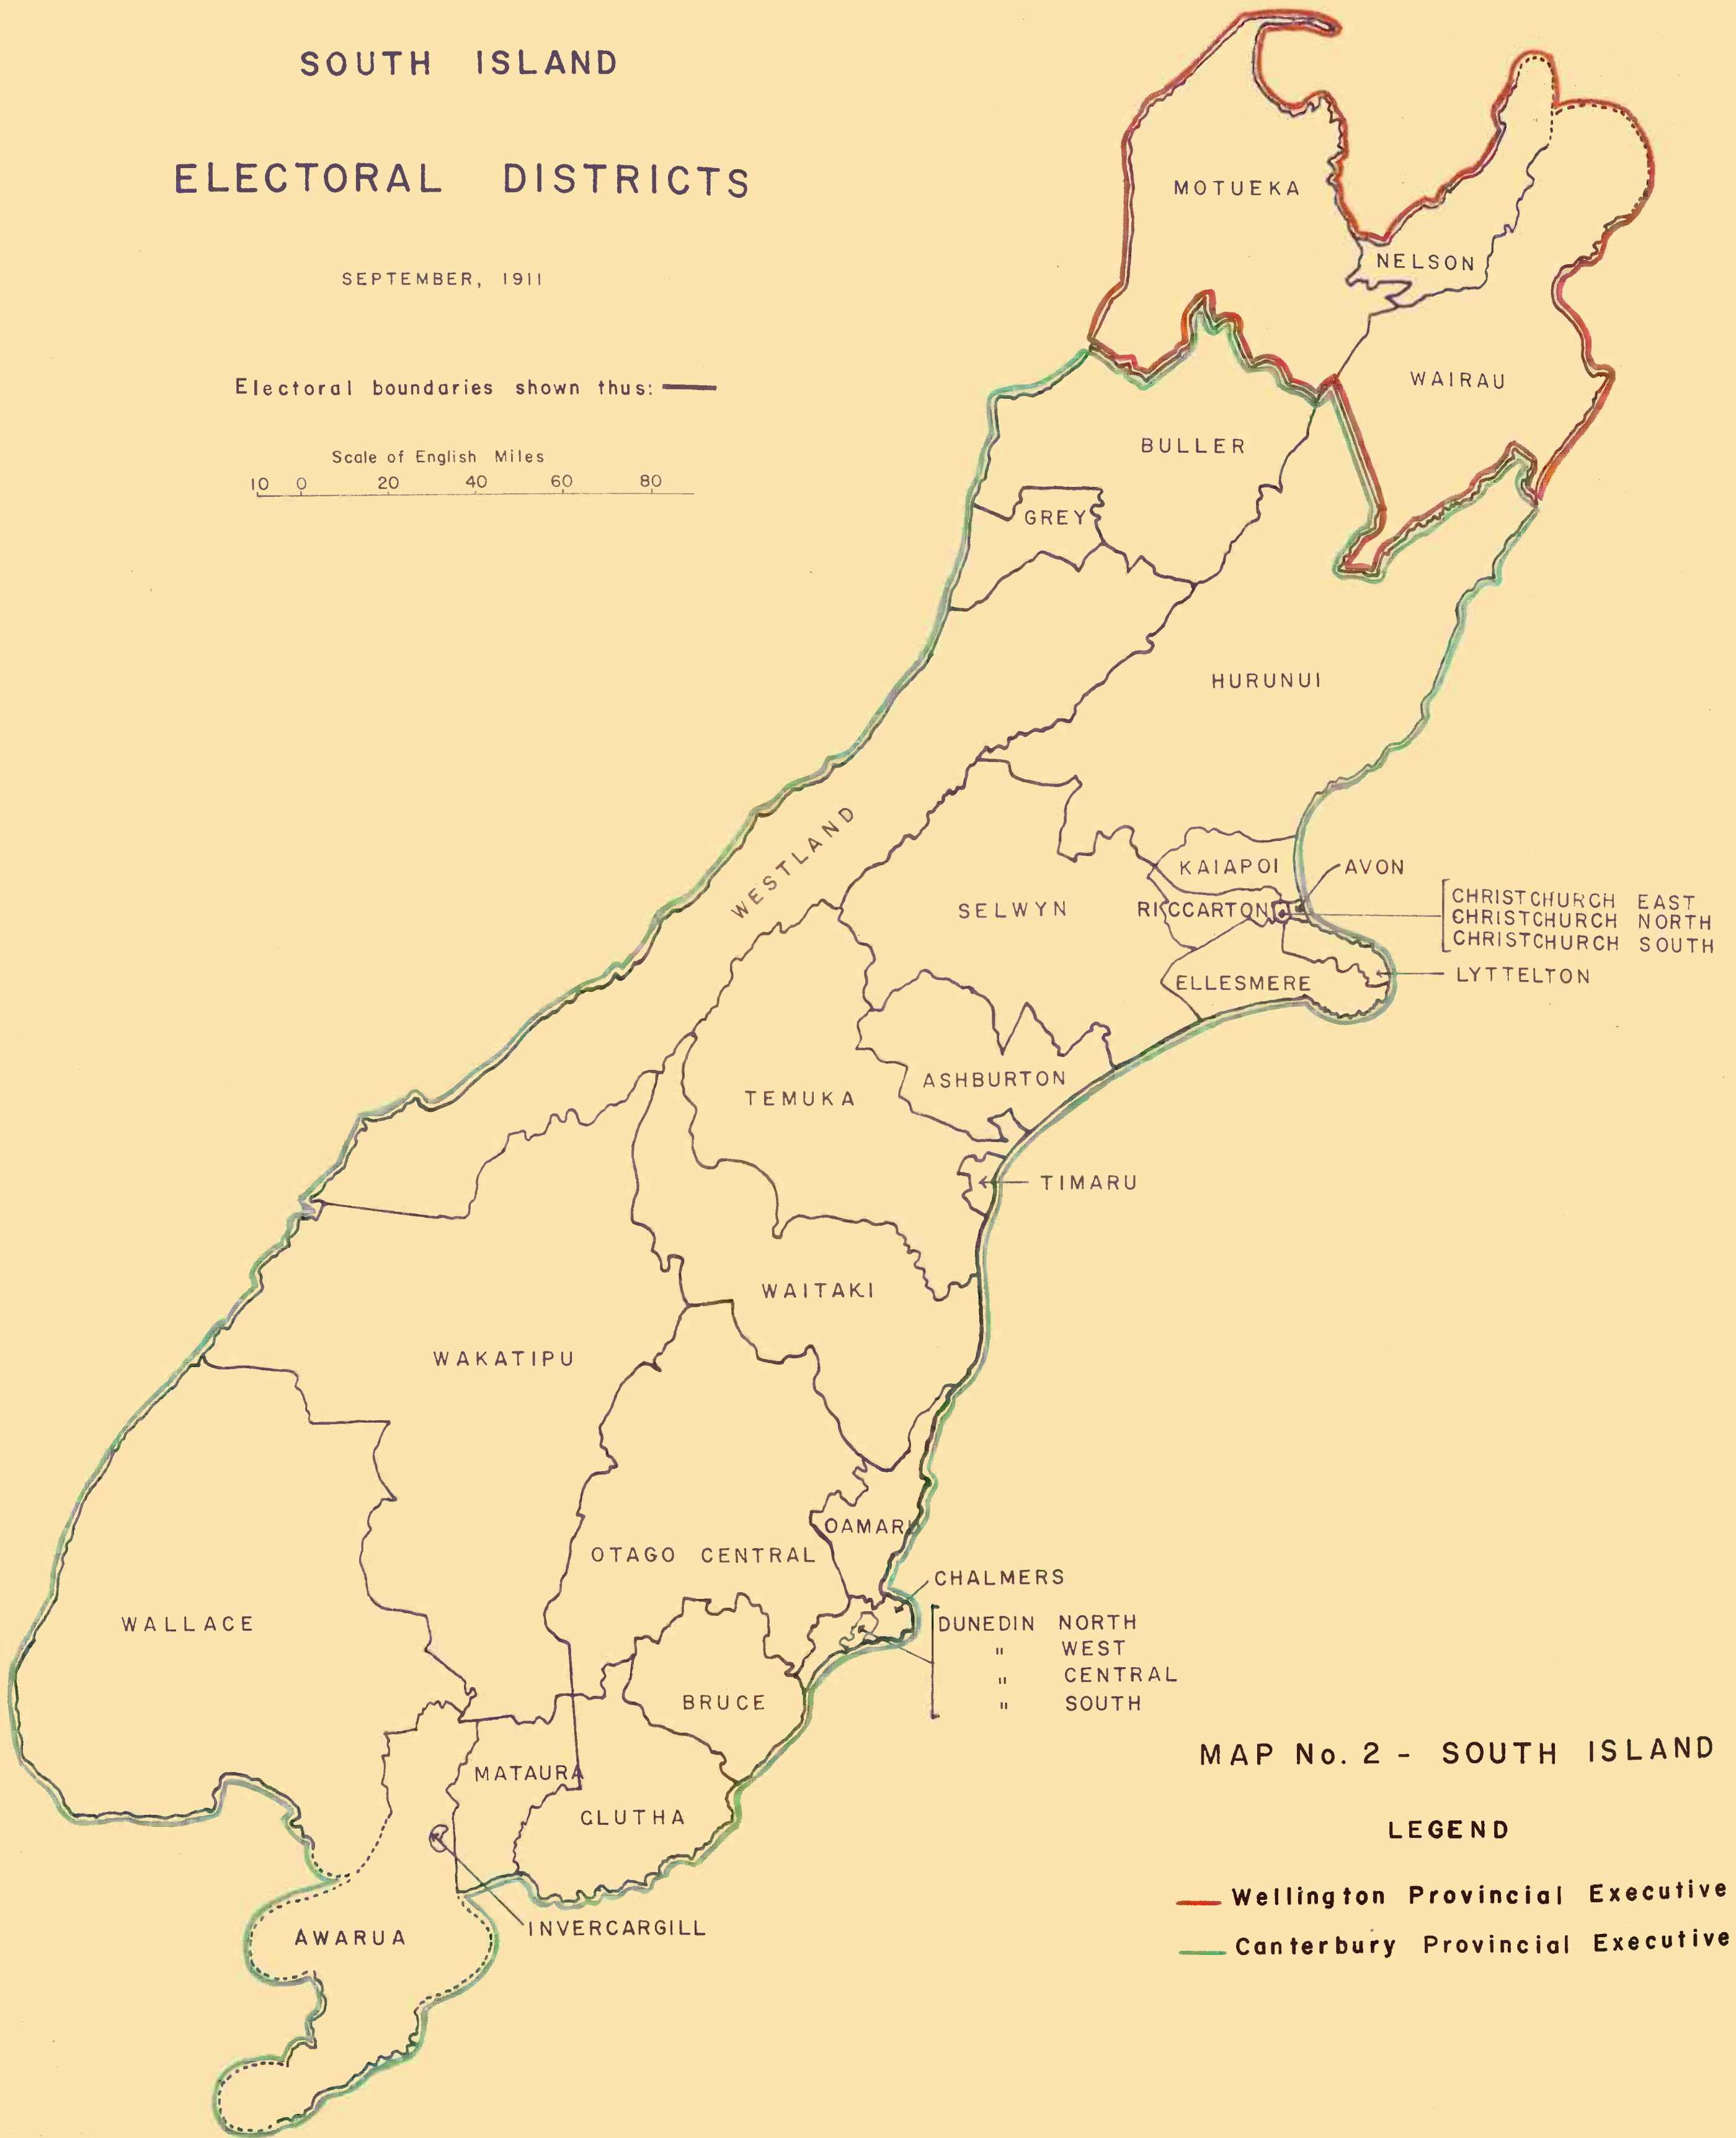 SOUTH ISLAND
ELECTORAL DISTRICTS
SEPTEMBER, 1911
Electoral boundaries shown thus:
Scale of English Miles
10 0 20 40 60 80
MOTUEKA
NELSON
WAIRAU
BULLER
GREY
HURUNUI
WESTLAND
KAIAPOI
AVON
SELWYN
RICCARTON
CHRISTCHURCH EAST
CHRISTCHURCH NORTH
CHRISTCHURCH SOUTH
LYTTELTON
ELLESMERE
ASHBURTON
TEMUKA
TIMARU
WAITAKI
WAKATIPU
OAMARU
OTAGO CENTRAL
CHALMERS
WALLACE
DUNEDIN NORTH
" WEST
" CENTRAL
" SOUTH
BRUCE
MATAURA
CLUTHA
INVERCARGILL
AWARUA
MAP No. 2 - SOUTH ISLAND
LEGEND
Wellington Provincial Executive
Canterbury Provincial Executive